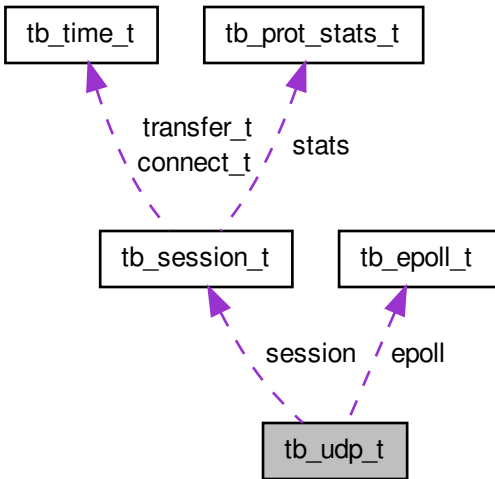 tb_time_t
tb_prot_stats_t
transfer_t
connect_t
stats
tb_session_t
tb_epoll_t
session
epoll
tb_udp_t